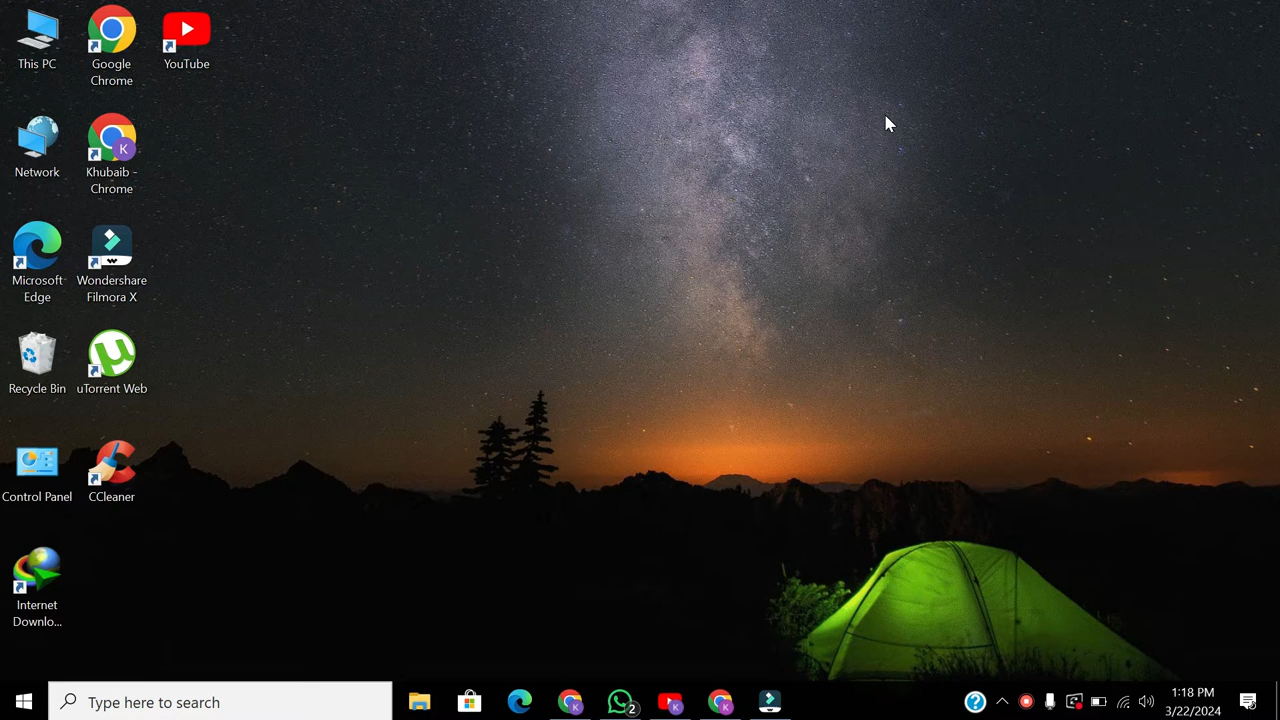 This PC
Google
Chrome
YouTube
Network
K
Khubaib -
Chrome
Microsoft
Edge
Wondershare
Filmora X
Recycle Bin
µ
uTorrent Web
Control Panel
CCleaner
Internet
Downlo...
Type here to search
K
2
K
K
?
1:18 PM
3/22/2024